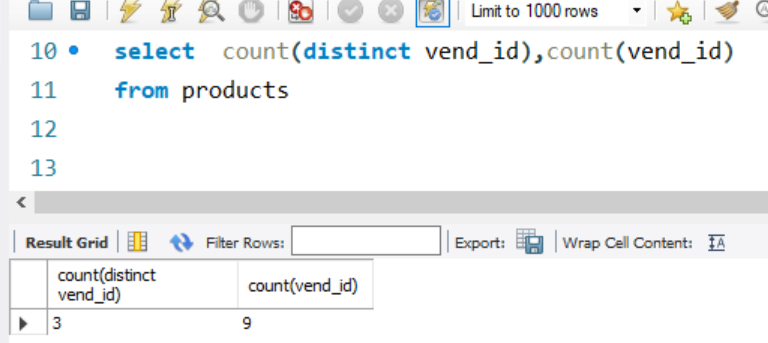 Limit to 1000 rows
10 select count(distinct vend_id),count(vend_id)
11 from products
12
13
Result Grid Filter Rows: Export: Wrap Cell Content: IA
count(distinct vend_id) count(vend_id)
3 9